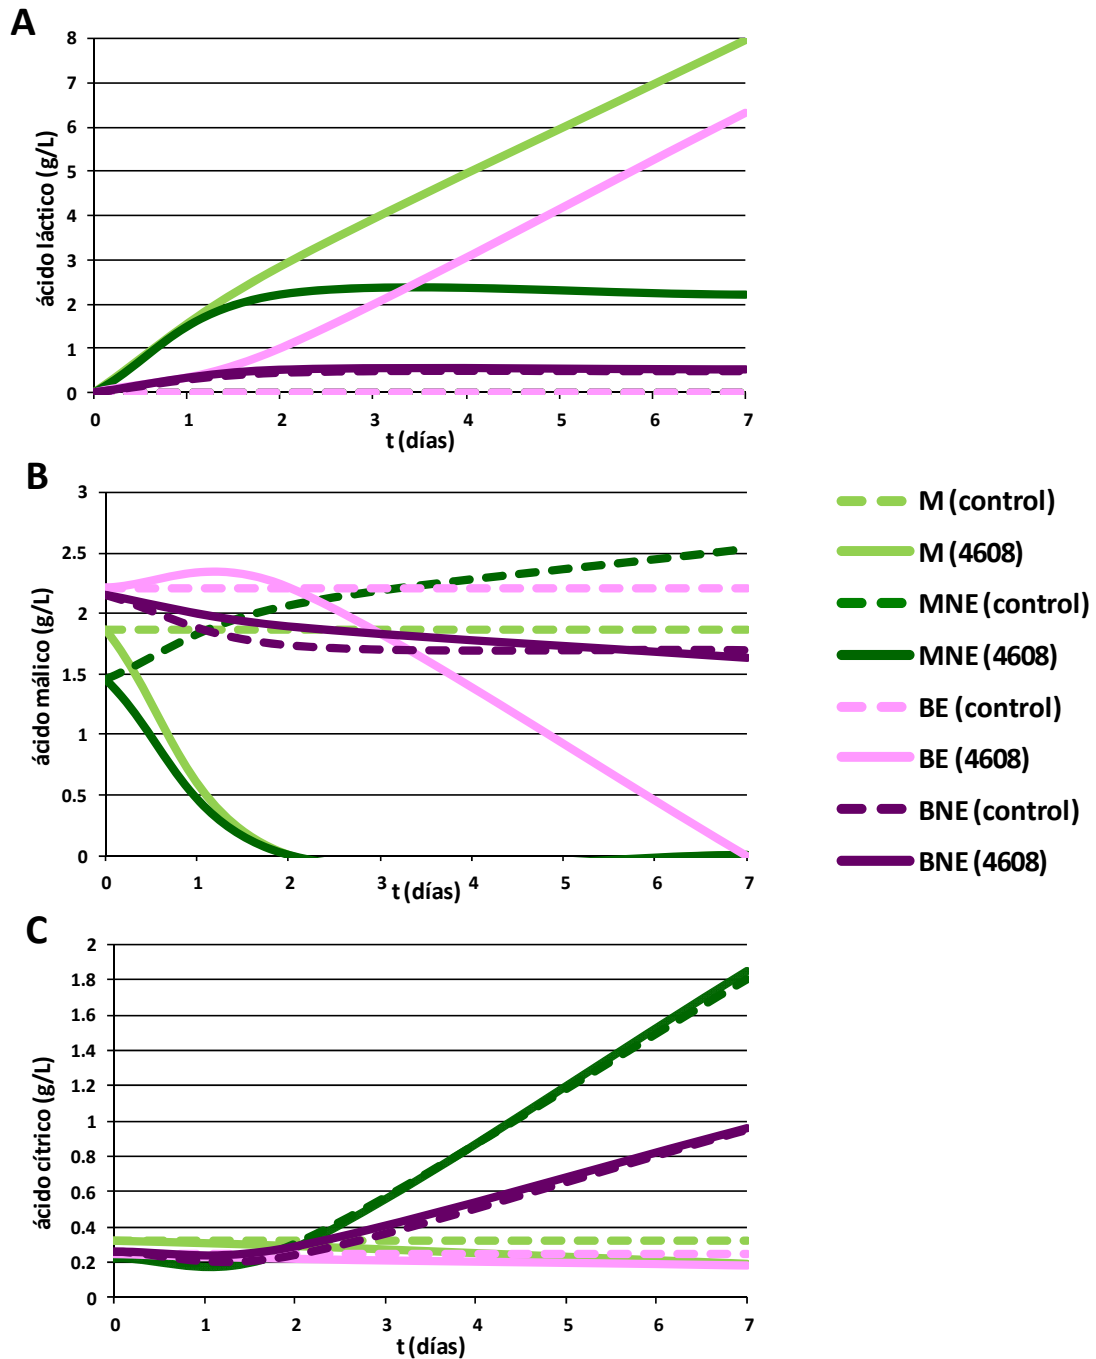 A
8
7
6
5
4
3
2
1
0
ácido láctico (g/L)
0 1 2 3 4 5 6 7
t (días)
B
3
2.5
2
1.5
1
0.5
0
ácido málico (g/L)
0 1 2 3 4 5 6 7
t (días)
M (control)
M (4608)
MNE (control)
MNE (4608)
BE (control)
BE (4608)
BNE (control)
BNE (4608)
C
2
1.8
1.6
1.4
1.2
1
0.8
0.6
0.4
0.2
0
ácido cítrico (g/L)
0 1 2 3 4 5 6 7
t (días)